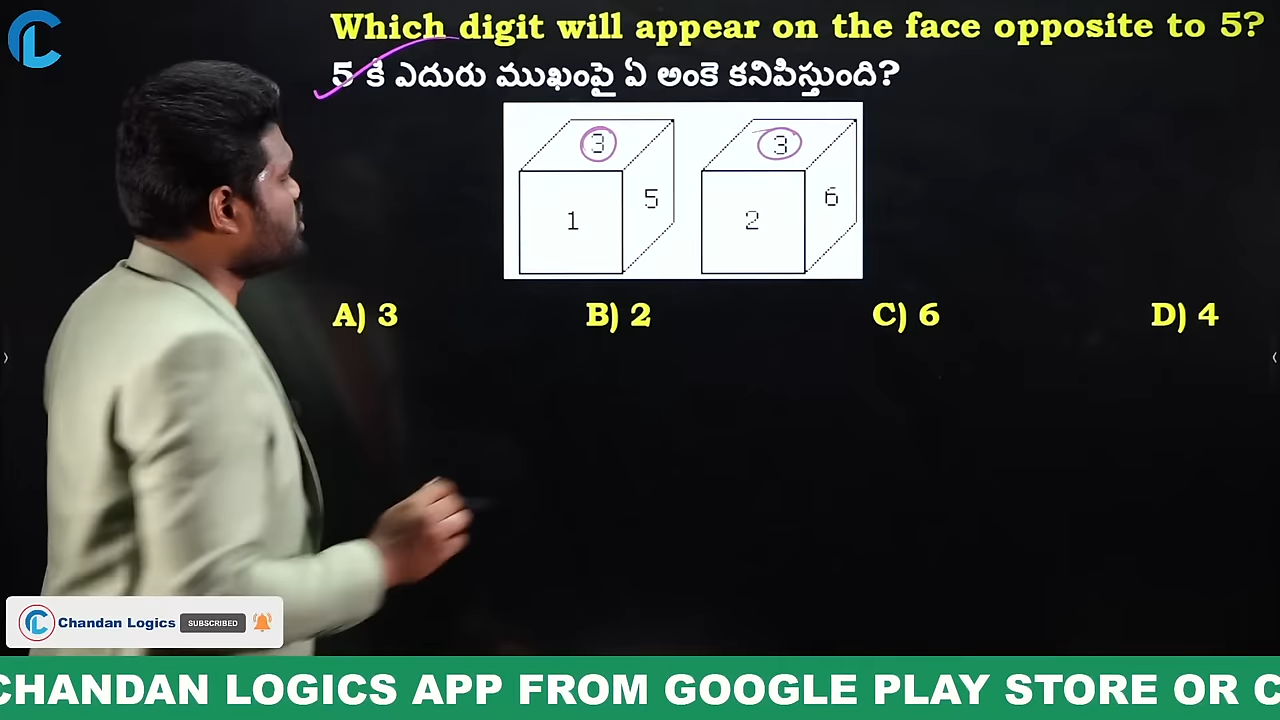 Which digit will appear on the face opposite to 5?
5 కి ఎదురు ముఖంపై ఏ అంకె కనిపిస్తుంది?
3 3
5 6
1 2
A) 3 B) 2 C) 6 D) 4
Chandan Logics SUBSCRIBED
CHANDAN LOGICS APP FROM GOOGLE PLAY STORE OR